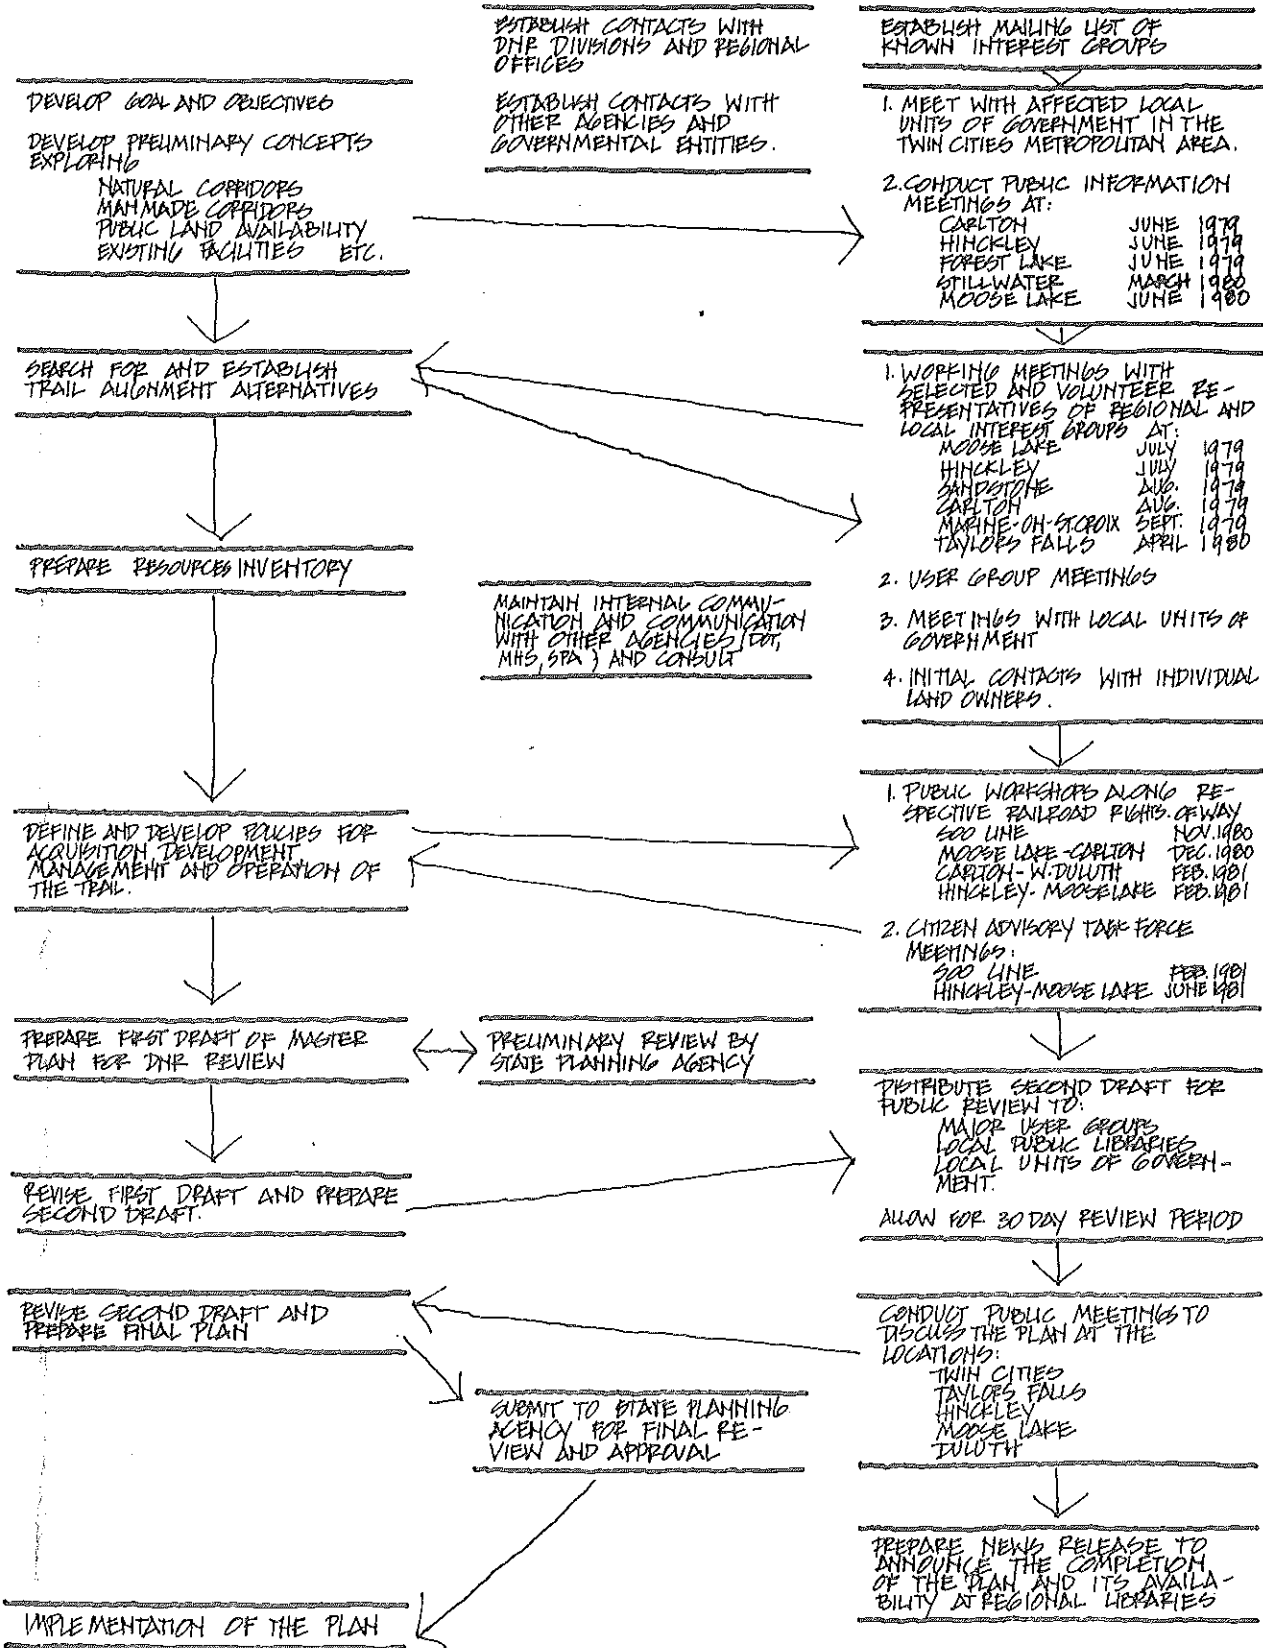 ESTABLISH CONTACTS WITH
DNR DIVISIONS AND REGIONAL
OFFICES
ESTABLISH CONTACTS WITH
OTHER AGENCIES AND
GOVERNMENTAL ENTITIES.
ESTABLISH MAILING LIST OF
KNOWN INTEREST GROUPS
DEVELOP GOAL AND OBJECTIVES
DEVELOP PRELIMINARY CONCEPTS
EXPLORING
NATURAL CORRIDORS
MANMADE CORRIDORS
PUBLIC LAND AVAILABILITY
EXISTING FACILITIES ETC.
1. MEET WITH AFFECTED LOCAL
UNITS OF GOVERNMENT IN THE
TWIN CITIES METROPOLITAN AREA.
2. CONDUCT PUBLIC INFORMATION
MEETINGS AT:
CARLTON JUNE 1979
HINCKLEY JUNE 1979
FOREST LAKE JUNE 1979
STILLWATER MARCH 1980
MOOSE LAKE JUNE 1980
SEARCH FOR AND ESTABLISH
TRAIL ALIGNMENT ALTERNATIVES
1. WORKING MEETINGS WITH
SELECTED AND VOLUNTEER RE-
PRESENTATIVES OF REGIONAL AND
LOCAL INTEREST GROUPS AT:
MOOSE LAKE JULY 1979
HINCKLEY JULY 1979
SANDSTONE AUG. 1979
CARLTON AUG. 1979
MARINE-ON-ST.CROIX SEPT. 1979
TAYLORS FALLS APRIL 1980
2. USER GROUP MEETINGS
3. MEETINGS WITH LOCAL UNITS OF
GOVERNMENT
4. INITIAL CONTACTS WITH INDIVIDUAL
LAND OWNERS.
PREPARE RESOURCES INVENTORY
MAINTAIN INTERNAL COMMU-
NICATION AND COMMUNICATION
WITH OTHER AGENCIES (DOT,
MHS, SPA) AND CONSULT
DEFINE AND DEVELOP POLICIES FOR
ACQUISITION, DEVELOPMENT
MANAGEMENT AND OPERATION OF
THE TRAIL.
1. PUBLIC WORKSHOPS ALONG RE-
SPECTIVE RAILROAD RIGHTS.OF WAY
SOO LINE NOV.1980
MOOSE LAKE-CARLTON DEC.1980
CARLTON-W.DULUTH FEB.1981
HINCKLEY-MOOSE LAKE FEB.1981
2. CITIZEN ADVISORY TASK FORCE
MEETINGS:
SOO LINE FEB.1981
HINCKLEY-MOOSE LAKE JUNE 1981
PREPARE FIRST DRAFT OF MASTER
PLAN FOR DNR REVIEW
PRELIMINARY REVIEW BY
STATE PLANNING AGENCY
DISTRIBUTE SECOND DRAFT FOR
PUBLIC REVIEW TO:
MAJOR USER GROUPS
LOCAL PUBLIC LIBRARIES
LOCAL UNITS OF GOVERN-
MENT.
ALLOW FOR 30 DAY REVIEW PERIOD
REVISE FIRST DRAFT AND PREPARE
SECOND DRAFT.
REVISE SECOND DRAFT AND
PREPARE FINAL PLAN
CONDUCT PUBLIC MEETINGS TO
DISCUSS THE PLAN AT THE
LOCATIONS:
TWIN CITIES
TAYLORS FALLS
HINCKLEY
MOOSE LAKE
DULUTH
SUBMIT TO STATE PLANNING
AGENCY FOR FINAL RE-
VIEW AND APPROVAL
PREPARE NEWS RELEASE TO
ANNOUNCE THE COMPLETION
OF THE PLAN AND ITS AVAILA-
BILITY AT REGIONAL LIBRARIES
IMPLEMENTATION OF THE PLAN